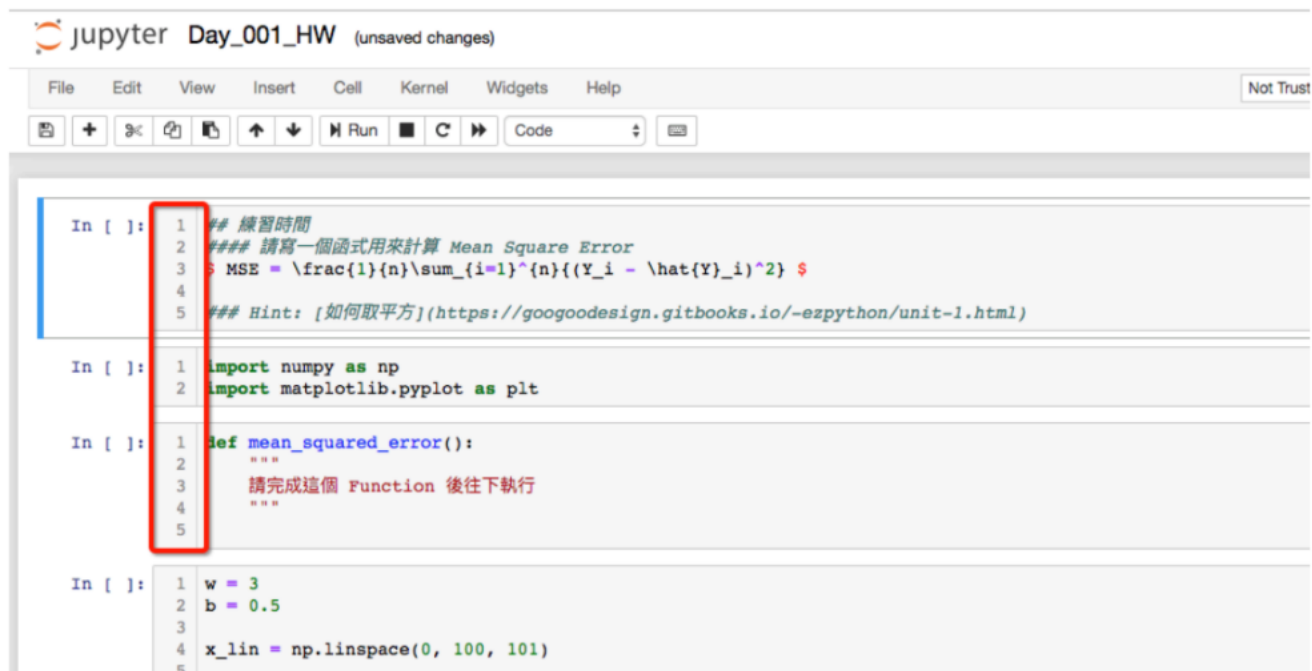 jupyter Day_001_HW (unsaved changes)
File Edit View Insert Cell Kernel Widgets Help Not Trust
Run Code
In [ ]:
1 ## 練習時間
2 #### 請寫一個函式用來計算 Mean Square Error
3 $ MSE = \frac{1}{n}\sum_{i=1}^{n}{(Y_i - \hat{Y}_i)^2} $
4
5 ### Hint: [如何取平方](https://googoodesign.gitbooks.io/-ezpython/unit-1.html)
In [ ]:
1 import numpy as np
2 import matplotlib.pyplot as plt
In [ ]:
1 def mean_squared_error():
2 """
3 請完成這個 Function 後往下執行
4 """
5
In [ ]:
1 w = 3
2 b = 0.5
3
4 x_lin = np.linspace(0, 100, 101)
5